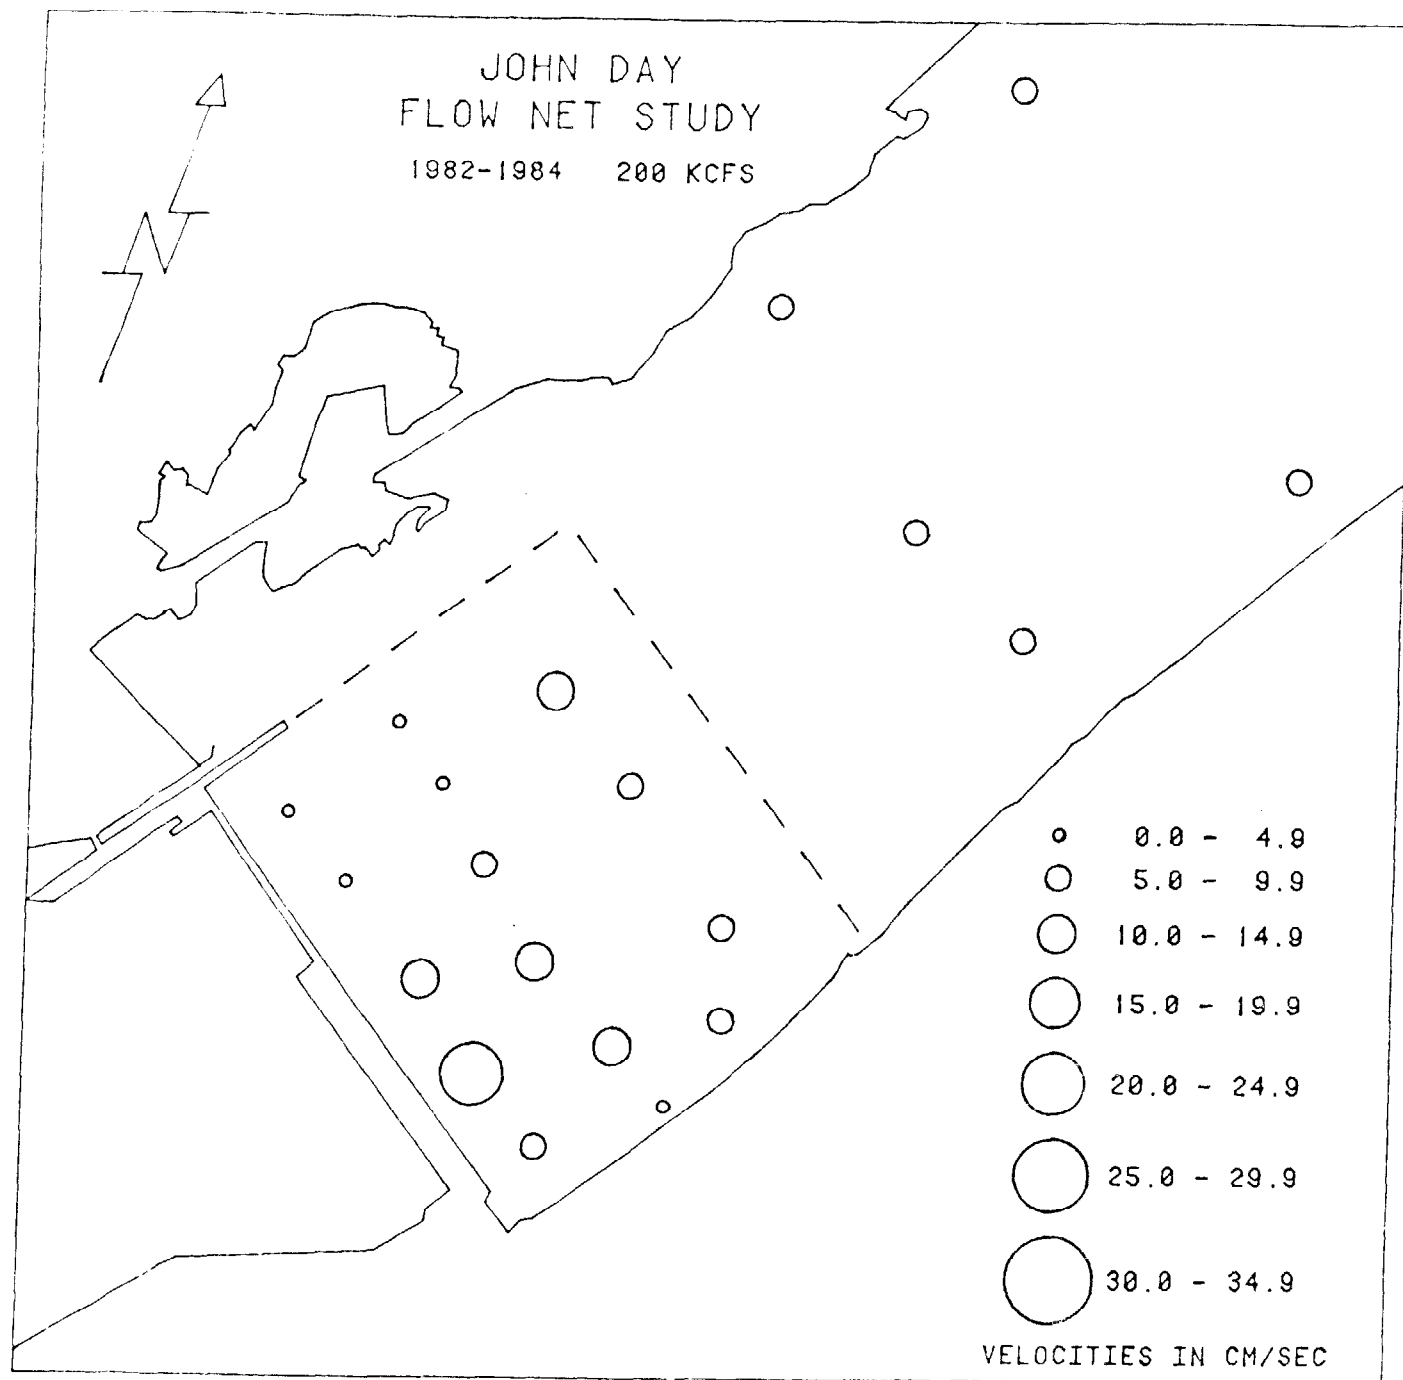 JOHN DAY
FLOW NET STUDY
1982-1984 200 KCFS
N
0.0 - 4.9
5.0 - 9.9
10.0 - 14.9
15.0 - 19.9
20.0 - 24.9
25.0 - 29.9
30.0 - 34.9
VELOCITIES IN CM/SEC